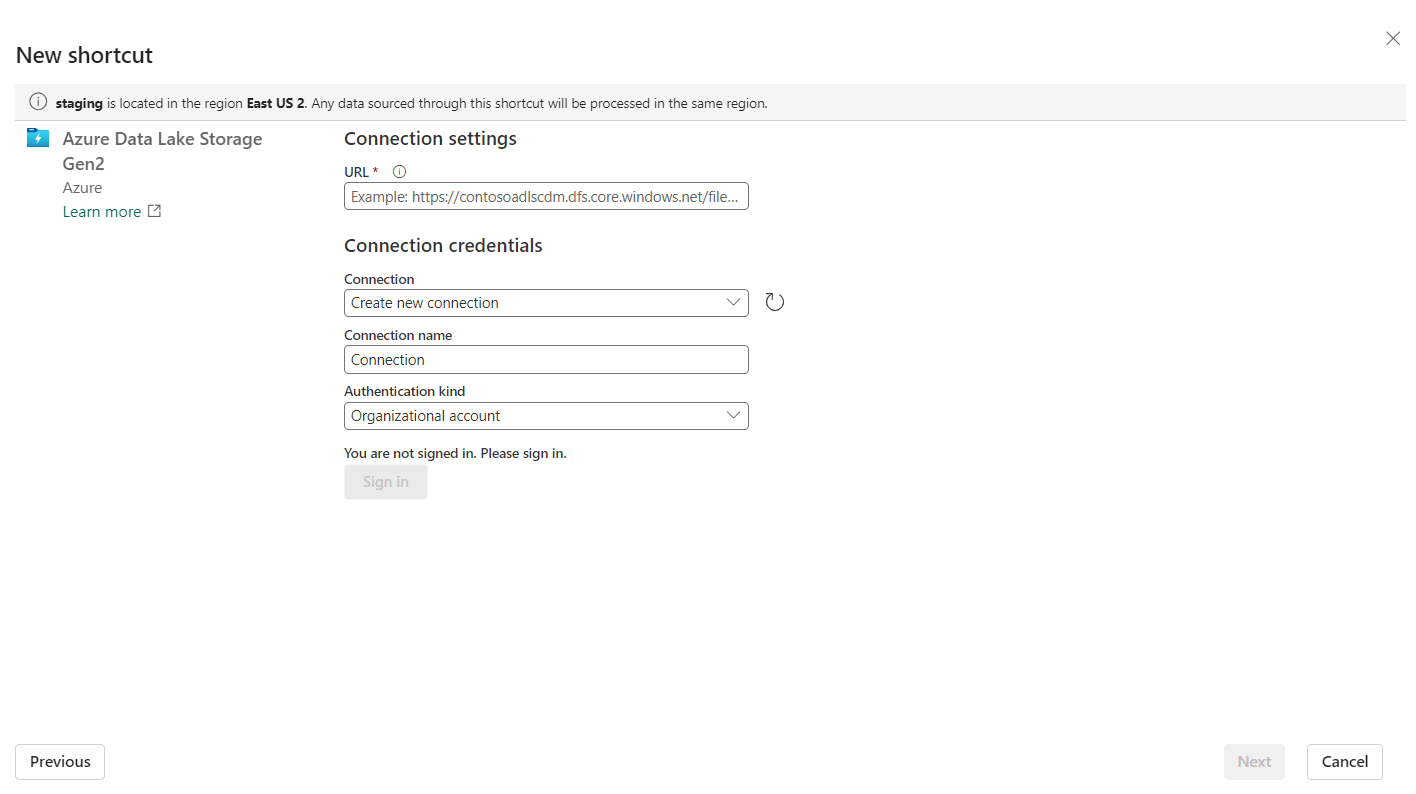 New shortcut
staging is located in the region East US 2. Any data sourced through this shortcut will be processed in the same region.
Azure Data Lake Storage
Gen2
Azure
Learn more
Connection settings
URL *
Example: https://contosoadlscdm.dfs.core.windows.net/file...
Connection credentials
Connection
Create new connection
Connection name
Connection
Authentication kind
Organizational account
You are not signed in. Please sign in.
Sign in
Previous
Next
Cancel